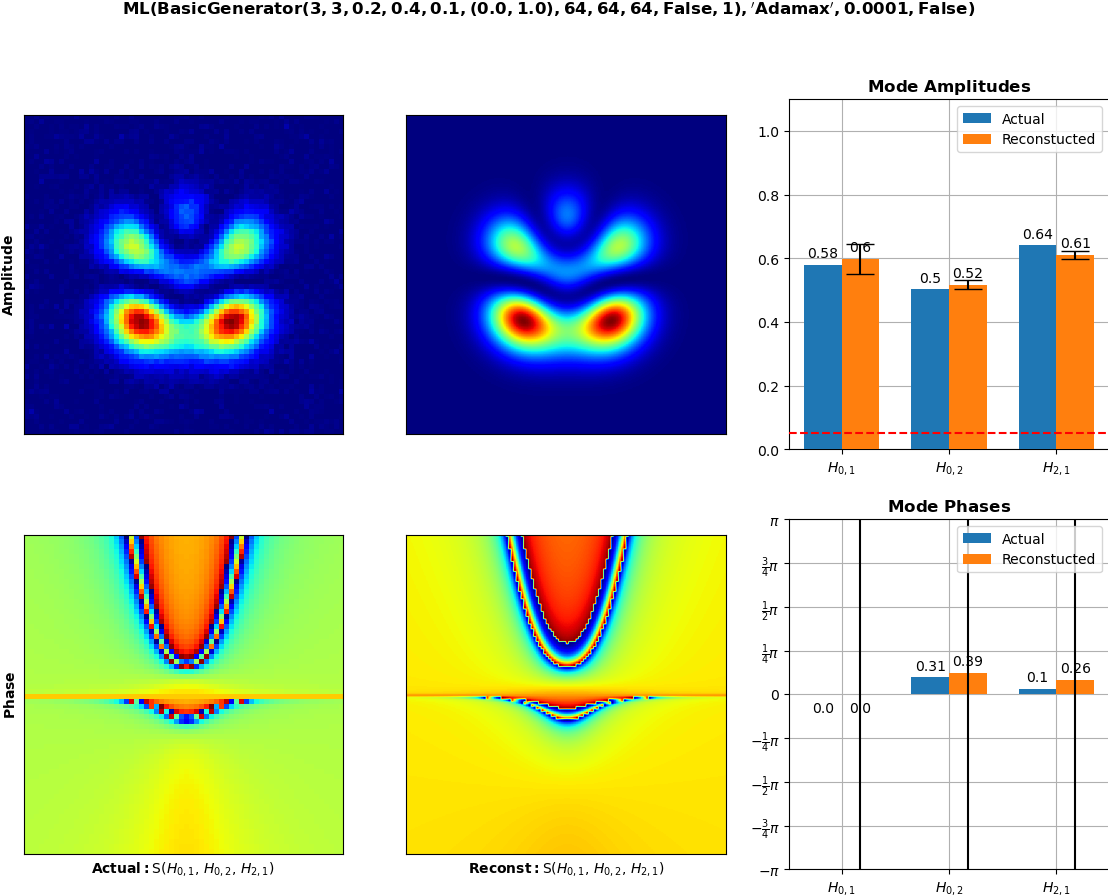 ML(BasicGenerator(3, 3, 0.2, 0.4, 0.1, (0.0, 1.0), 64, 64, 64, False, 1), ′Adamax′, 0.0001, False)
Amplitude
Mode Amplitudes
Actual
Reconstucted
1.0
0.8
0.6
0.4
0.2
0.0
0.58
0.6
0.5
0.52
0.64
0.61
H0,1
H0,2
H2,1
Phase
Actual: S(H0,1, H0,2, H2,1)
Reconst: S(H0,1, H0,2, H2,1)
Mode Phases
Actual
Reconstucted
π
3/4π
1/2π
1/4π
0
−1/4π
−1/2π
−3/4π
−π
0.0
0.0
0.31
0.39
0.1
0.26
H0,1
H0,2
H2,1